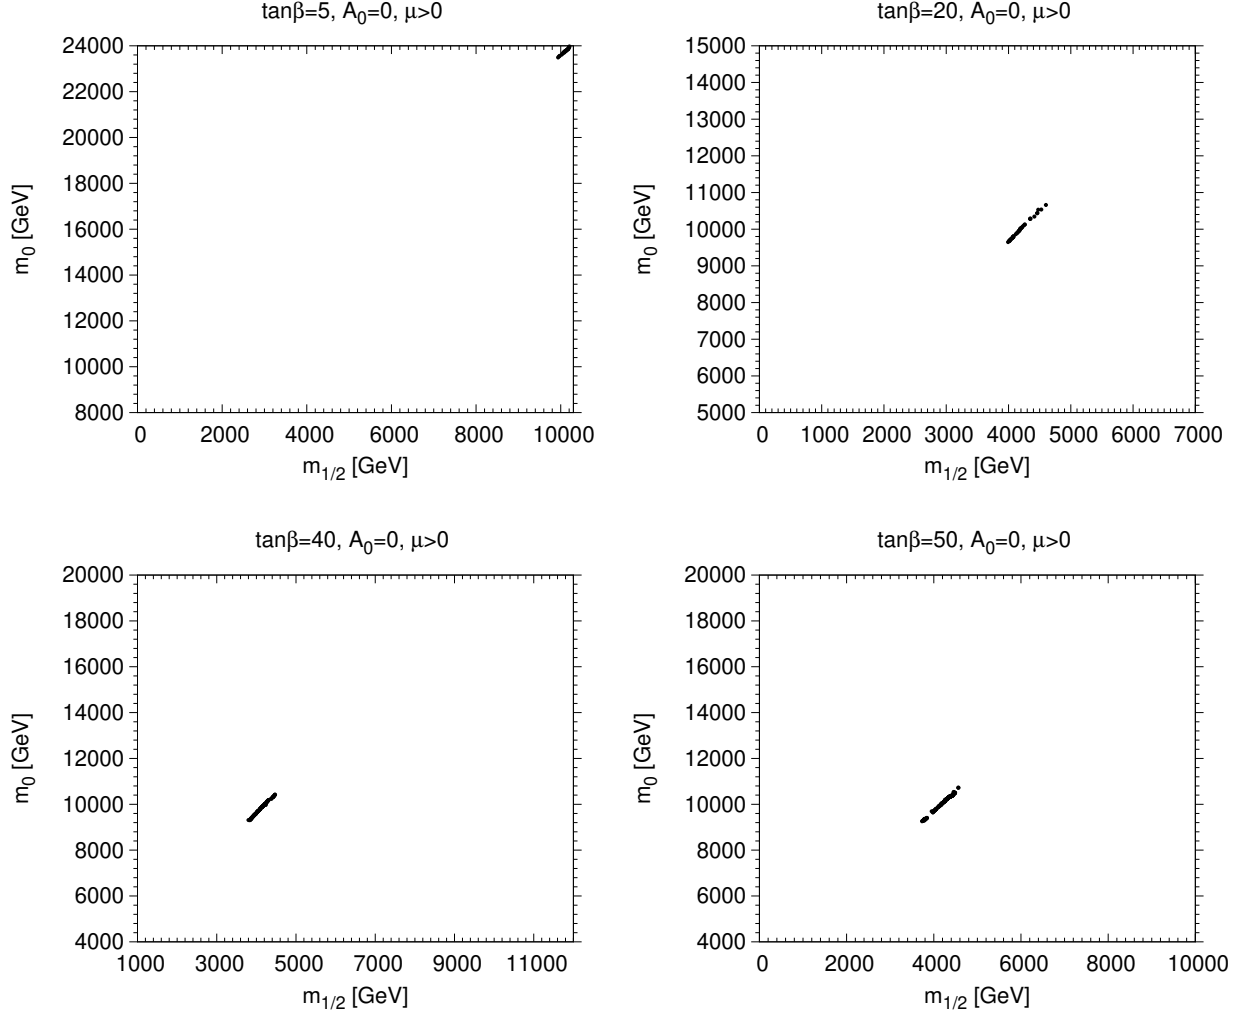 tanβ=5, A₀=0, μ>0
24000
22000
20000
18000
16000
14000
12000
10000
8000
m₀ [GeV]
0 2000 4000 6000 8000 10000
m₁/₂ [GeV]
tanβ=20, A₀=0, μ>0
15000
14000
13000
12000
11000
10000
9000
8000
7000
6000
5000
m₀ [GeV]
0 1000 2000 3000 4000 5000 6000 7000
m₁/₂ [GeV]
tanβ=40, A₀=0, μ>0
20000
18000
16000
14000
12000
10000
8000
6000
4000
m₀ [GeV]
1000 3000 5000 7000 9000 11000
m₁/₂ [GeV]
tanβ=50, A₀=0, μ>0
20000
18000
16000
14000
12000
10000
8000
6000
4000
m₀ [GeV]
0 2000 4000 6000 8000 10000
m₁/₂ [GeV]